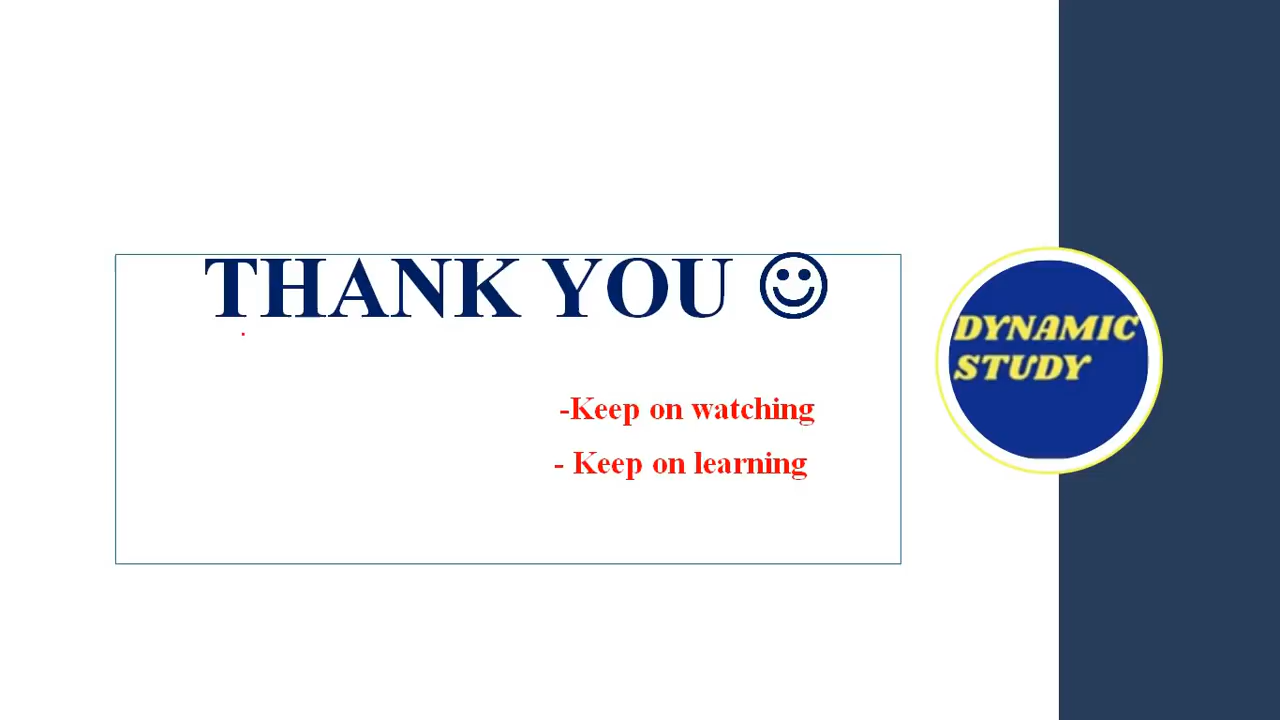 THANK YOU ☺
-Keep on watching
- Keep on learning
DYNAMIC
STUDY